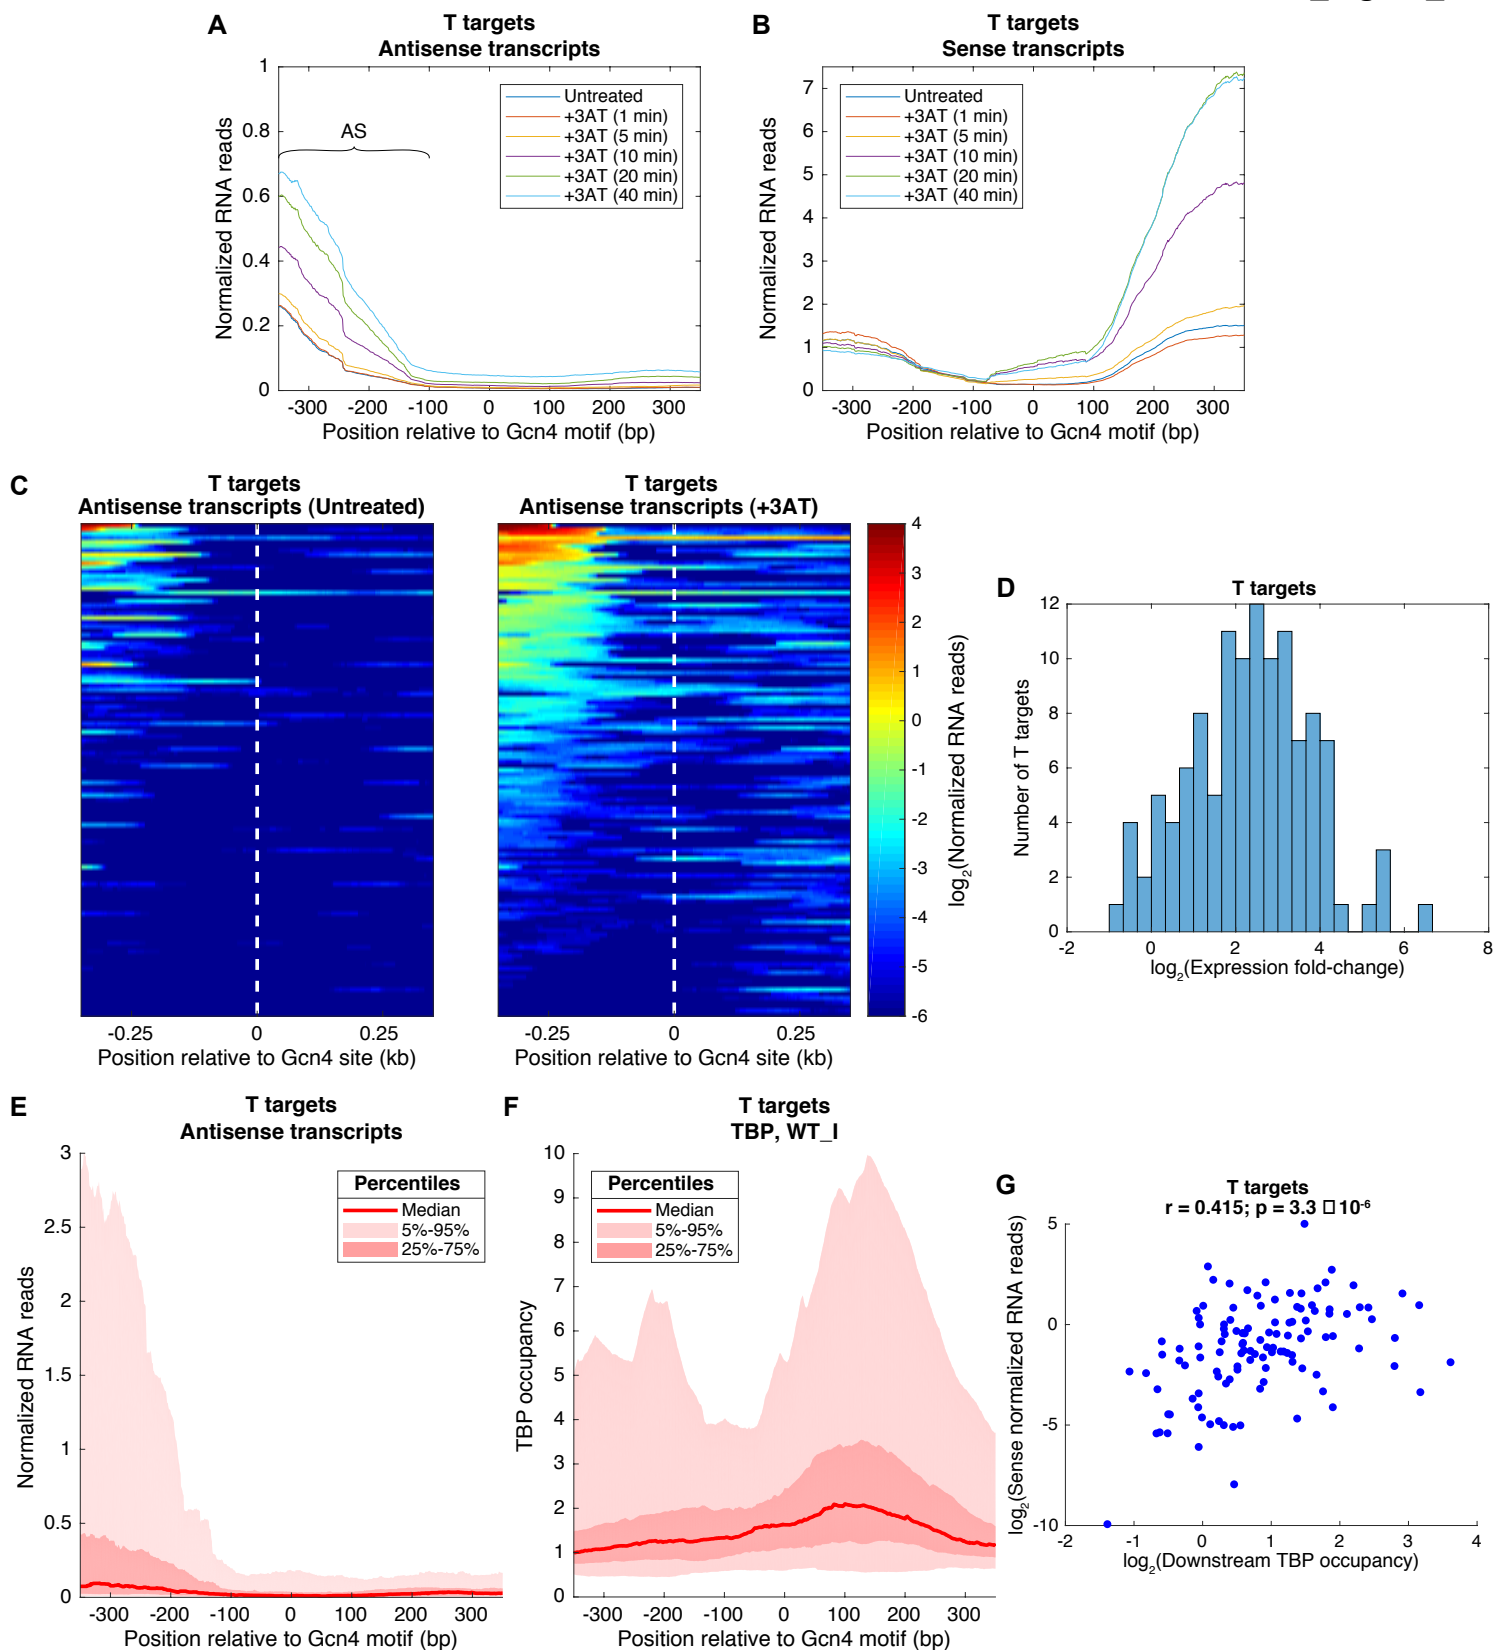 A
T targets
Antisense transcripts
1
0.8
0.6
0.4
0.2
0
Normalized RNA reads
AS
Untreated
+3AT (1 min)
+3AT (5 min)
+3AT (10 min)
+3AT (20 min)
+3AT (40 min)
-300 -200 -100 0 100 200 300
Position relative to Gcn4 motif (bp)
B
T targets
Sense transcripts
7
6
5
4
3
2
1
0
Normalized RNA reads
Untreated
+3AT (1 min)
+3AT (5 min)
+3AT (10 min)
+3AT (20 min)
+3AT (40 min)
-300 -200 -100 0 100 200 300
Position relative to Gcn4 motif (bp)
C
T targets
Antisense transcripts (Untreated)
-0.25 0 0.25
Position relative to Gcn4 site (kb)
T targets
Antisense transcripts (+3AT)
-0.25 0 0.25
Position relative to Gcn4 site (kb)
4
3
2
1
0
-1
-2
-3
-4
-5
-6
log2(Normalized RNA reads)
D
T targets
12
10
8
6
4
2
0
Number of T targets
-2 0 2 4 6 8
log2(Expression fold-change)
E
T targets
Antisense transcripts
3
2.5
2
1.5
1
0.5
0
Normalized RNA reads
Percentiles
Median
5%-95%
25%-75%
-300 -200 -100 0 100 200 300
Position relative to Gcn4 motif (bp)
F
T targets
TBP, WT_I
10
9
8
7
6
5
4
3
2
1
0
TBP occupancy
Percentiles
Median
5%-95%
25%-75%
-300 -200 -100 0 100 200 300
Position relative to Gcn4 motif (bp)
G
T targets
r = 0.415; p = 3.3 □ 10-6
5
0
-5
-10
log2(Sense normalized RNA reads)
-2 -1 0 1 2 3 4
log2(Downstream TBP occupancy)